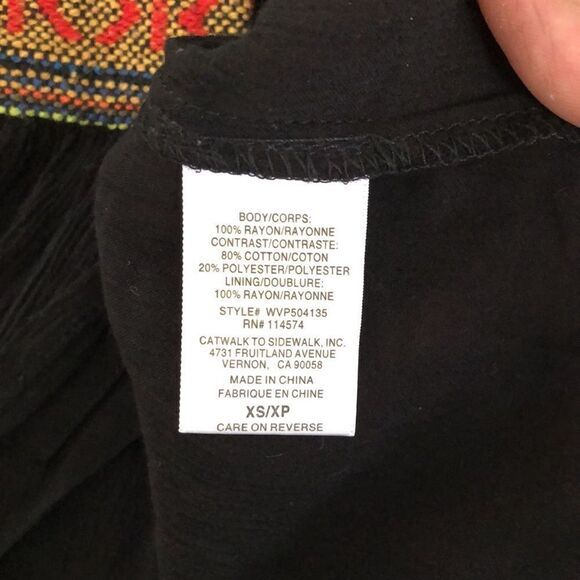 BODY/CORPS:
100% RAYON/RAYONNE
CONTRAST/CONTRASTE:
80% COTTON/COTON
20% POLYESTER/POLYESTER
LINING/DOUBLURE:
100% RAYON/RAYONNE
STYLE# WVP504135
RN# 114574
CATWALK TO SIDEWALK, INC.
4731 FRUITLAND AVENUE
VERNON, CA 90058
MADE IN CHINA
FABRIQUE EN CHINE
XS/XP
CARE ON REVERSE